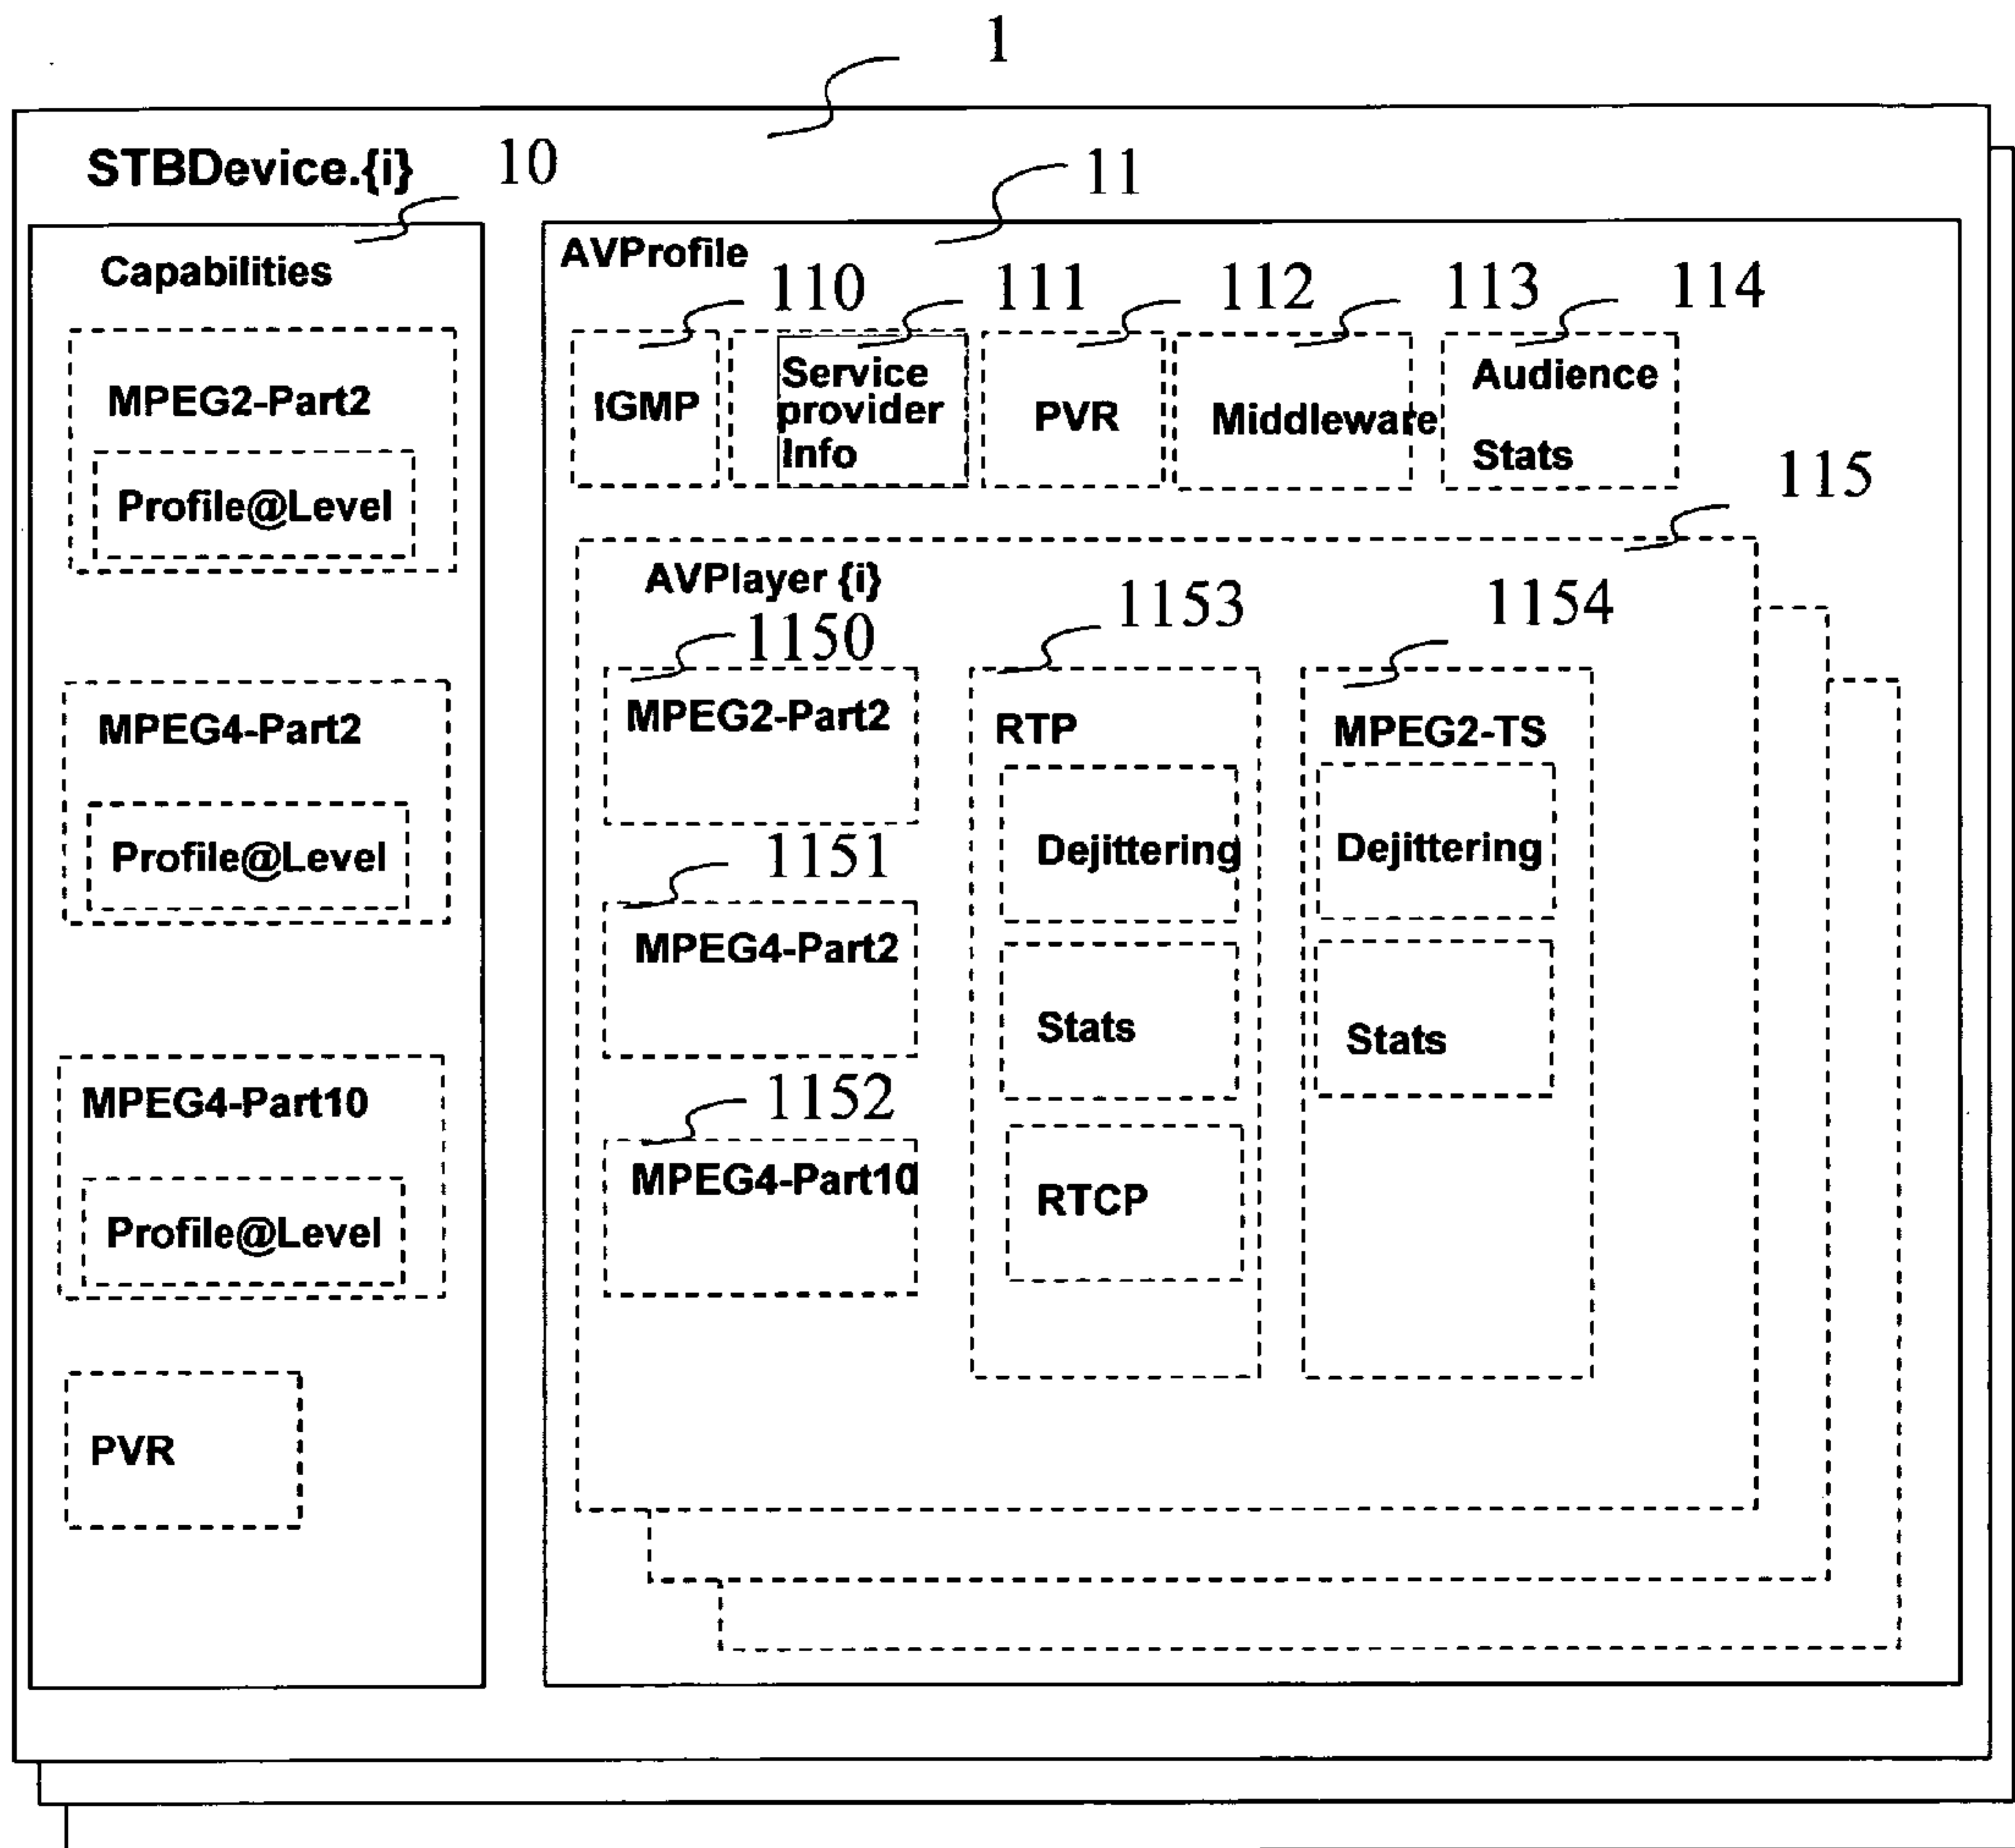 1
STBDevice.{i}
10
11
Capabilities
MPEG2-Part2
Profile@Level
MPEG4-Part2
Profile@Level
MPEG4-Part10
Profile@Level
PVR
AVProfile
110
111
112
113
114
IGMP
Service
provider
Info
PVR
Middleware
Audience
Stats
115
AVPlayer {i}
1150
MPEG2-Part2
1151
MPEG4-Part2
1152
MPEG4-Part10
1153
RTP
Dejittering
Stats
RTCP
1154
MPEG2-TS
Dejittering
Stats